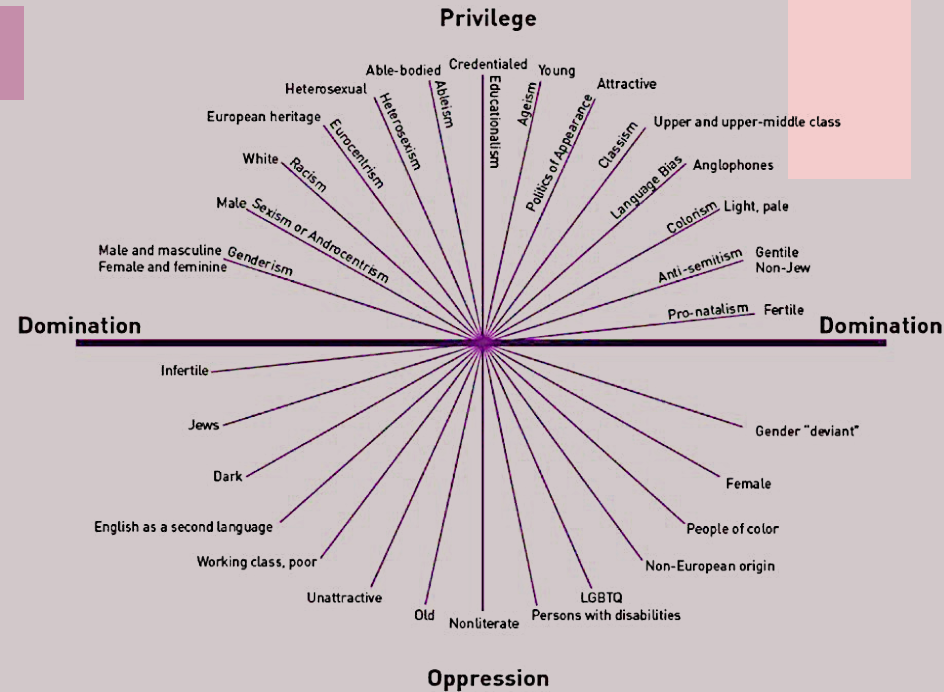 Privilege
Credentialed
Able-bodied
Young
Heterosexual
Attractive
European heritage
Upper and upper-middle class
White
Anglophones
Male
Light, pale
Male and masculine
Female and feminine
Gentile
Non-Jew
Fertile
Genderism
Sexism or Androcentrism
Racism
Eurocentrism
Heterosexism
Ableism
Educationalism
Ageism
Politics of Appearance
Classism
Language Bias
Colorism
Anti-semitism
Pro-natalism
Domination
Domination
Infertile
Jews
Gender "deviant"
Dark
Female
English as a second language
People of color
Working class, poor
Non-European origin
Unattractive
LGBTQ
Old
Persons with disabilities
Nonliterate
Oppression